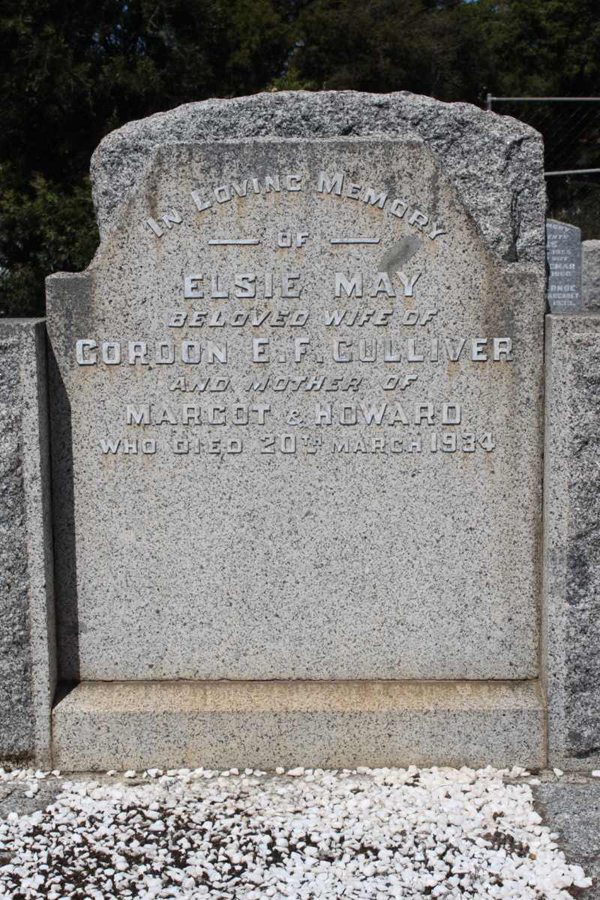 IN LOVING MEMORY
OF
ELSIE MAY
BELOVED WIFE OF
GORDON E. F. GULLIVER
AND MOTHER OF
MARGOT & HOWARD
WHO DIED 20TH MARCH 1934